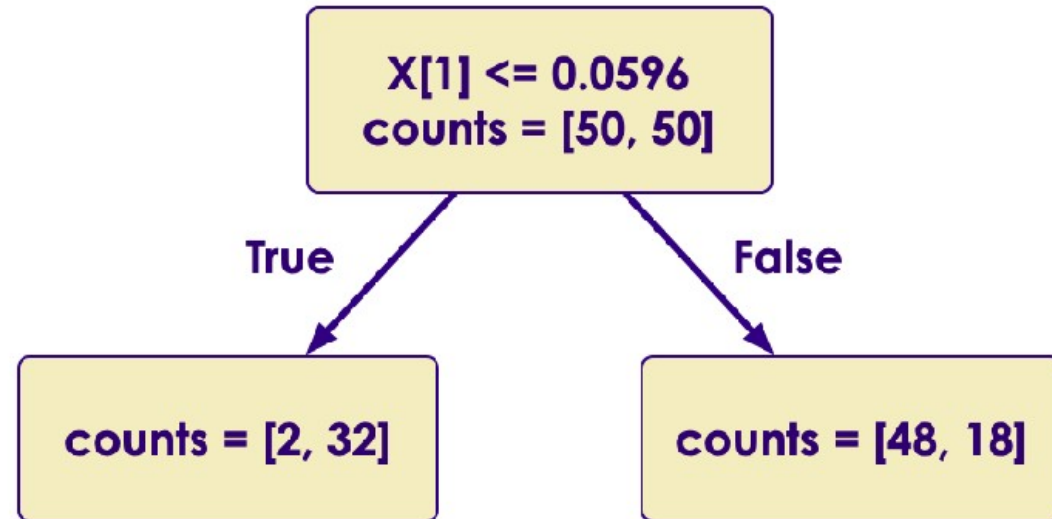 X[1] <= 0.0596
counts = [50, 50]
True
False
counts = [2, 32]
counts = [48, 18]